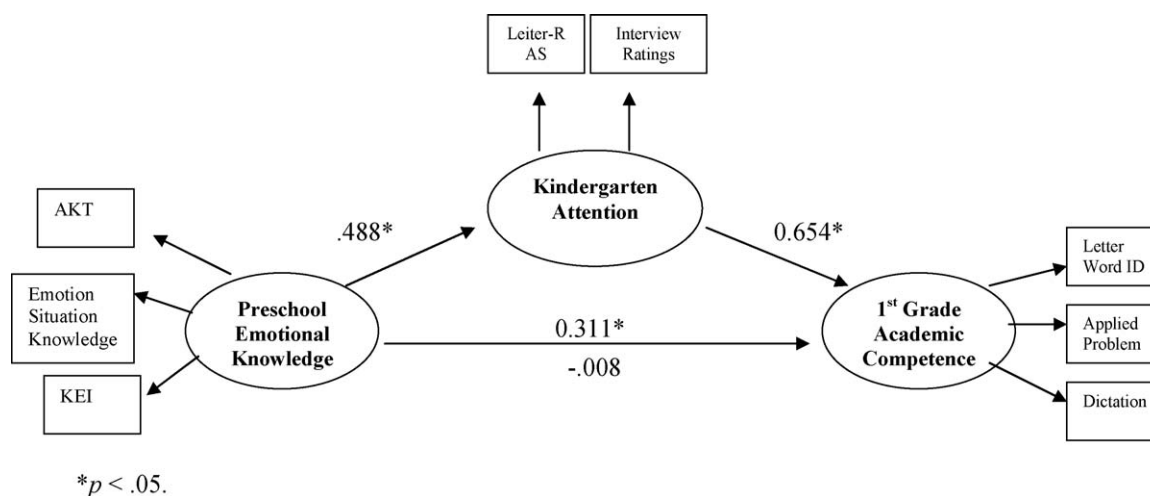 Leiter-R
AS
Interview
Ratings
Kindergarten
Attention
AKT
.488*
0.654*
Letter
Word ID
Emotion
Situation
Knowledge
Preschool
Emotional
Knowledge
0.311*
-.008
1st Grade
Academic
Competence
Applied
Problem
KEI
Dictation
*p < .05.